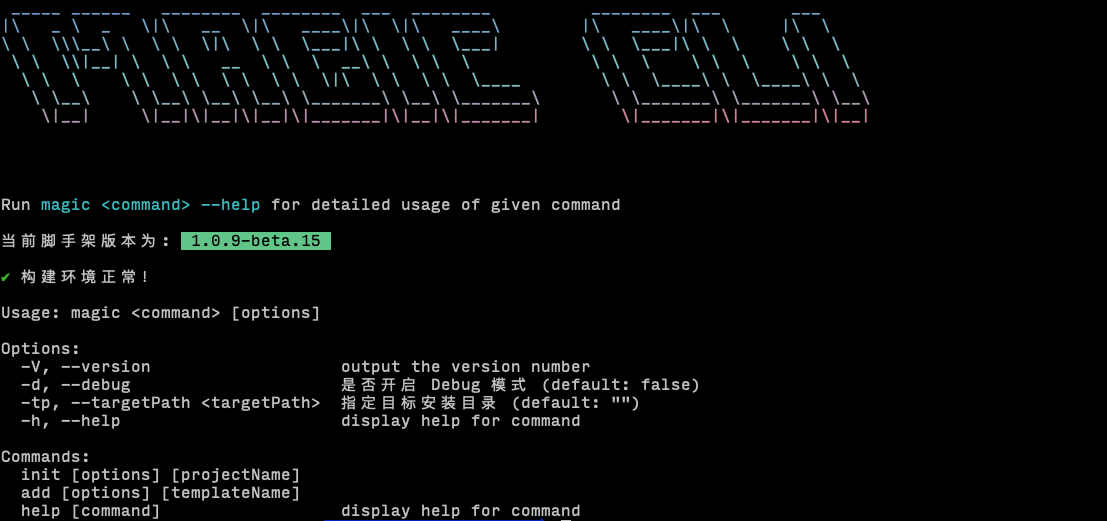 MAGIC CLI
Run magic <command> --help for detailed usage of given command
当前脚手架版本为: 1.0.9-beta.15
✔ 构建环境正常!
Usage: magic <command> [options]
Options:
-V, --version output the version number
-d, --debug 是否开启 Debug 模式 (default: false)
-tp, --targetPath <targetPath> 指定目标安装目录 (default: "")
-h, --help display help for command
Commands:
init [options] [projectName]
add [options] [templateName]
help [command] display help for command